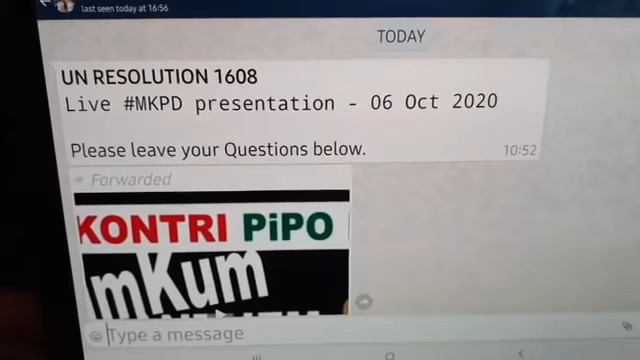 last seen today at 16:56
TODAY
UN RESOLUTION 1608
Live #MKPD presentation - 06 Oct 2020
Please leave your Questions below.
10:52
Forwarded
KONTRI PiPO
mKum
Type a message